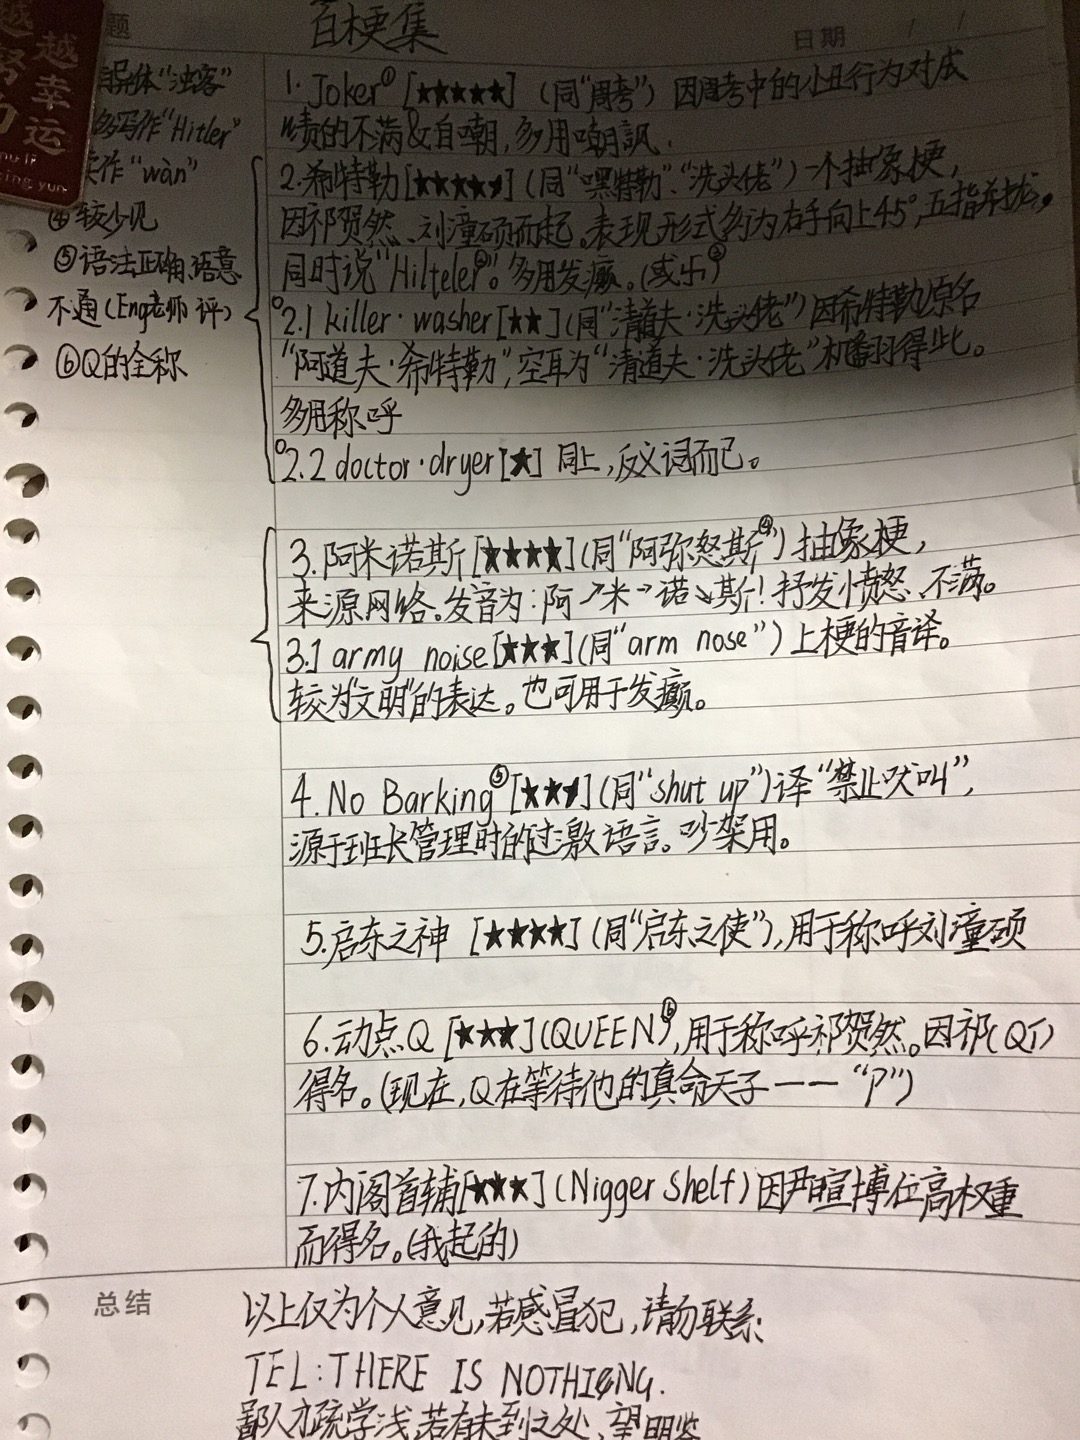 越幸运
题
百梗集
日期 / /
异体“浊客”
多写作“Hitler”
读作“wàn”
④较少见
⑤语法正确、语意
不通(Eng老师 评)
⑥Q的全称
1. Joker① [★★★★★] (同“周考”) 因周考中的小丑行为对成
绩的不满&自嘲,多用嘲讽.
2.希特勒[★★★★★] (同“嘿特勒”、“洗头佬”)一个抽象梗,
因祁贺然、刘潼硕而起。表现形式多为右手向上45°,五指并拢,
同时说“Hilteler②”。多用发癫。(或卐③)
2.1 killer·washer[★★](同“清道夫·洗头佬”)因希特勒原名
“阿道夫·希特勒”,空耳为“清道夫·洗头佬”机翻得此。
多用称呼
2.2 doctor·dryer[★] 同上,反义词而已。
3.阿米诺斯[★★★★](同“阿弥怒斯④”)抽象梗,
来源网络。发音为:阿↗米→诺↘斯!抒发愤怒、不满。
3.1 army noise[★★★](同“arm nose”)上梗的音译。
较为“文明”的表达。也可用于发癫。
4.No Barking⑤[★★★](同“shut up”)译“禁止吠叫”,
源于班长管理时的过激语言。吵架用。
5.启东之神 [★★★★](同“启东之使”),用于称呼刘潼硕
6.动点Q [★★★](QUEEN⑥),用于称呼祁贺然。因祁(QI)
得名。(现在,Q在等待他的真命天子——“P”)
7.内阁首辅[★★★](Nigger Shelf)因尹暄博位高权重
而得名。(我起的)
总结
以上仅为个人意见,若感冒犯,请勿联系:
TEL:THERE IS NOTHING.
鄙人才疏学浅,若有未到之处、望明鉴